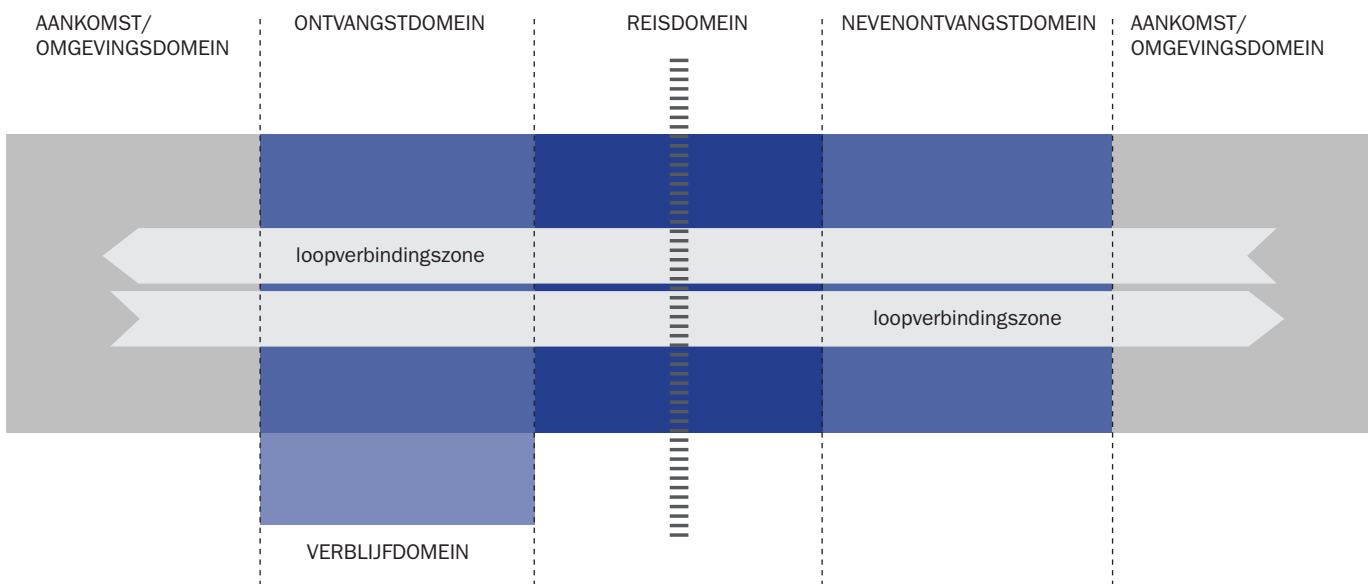 AANKOMST/
OMGEVINGSDOMEIN
ONTVANGSTDOMEIN
REISDOMEIN
NEVENONTVANGSTDOMEIN
AANKOMST/
OMGEVINGSDOMEIN
loopverbindingszone
loopverbindingszone
VERBLIJFDOMEIN